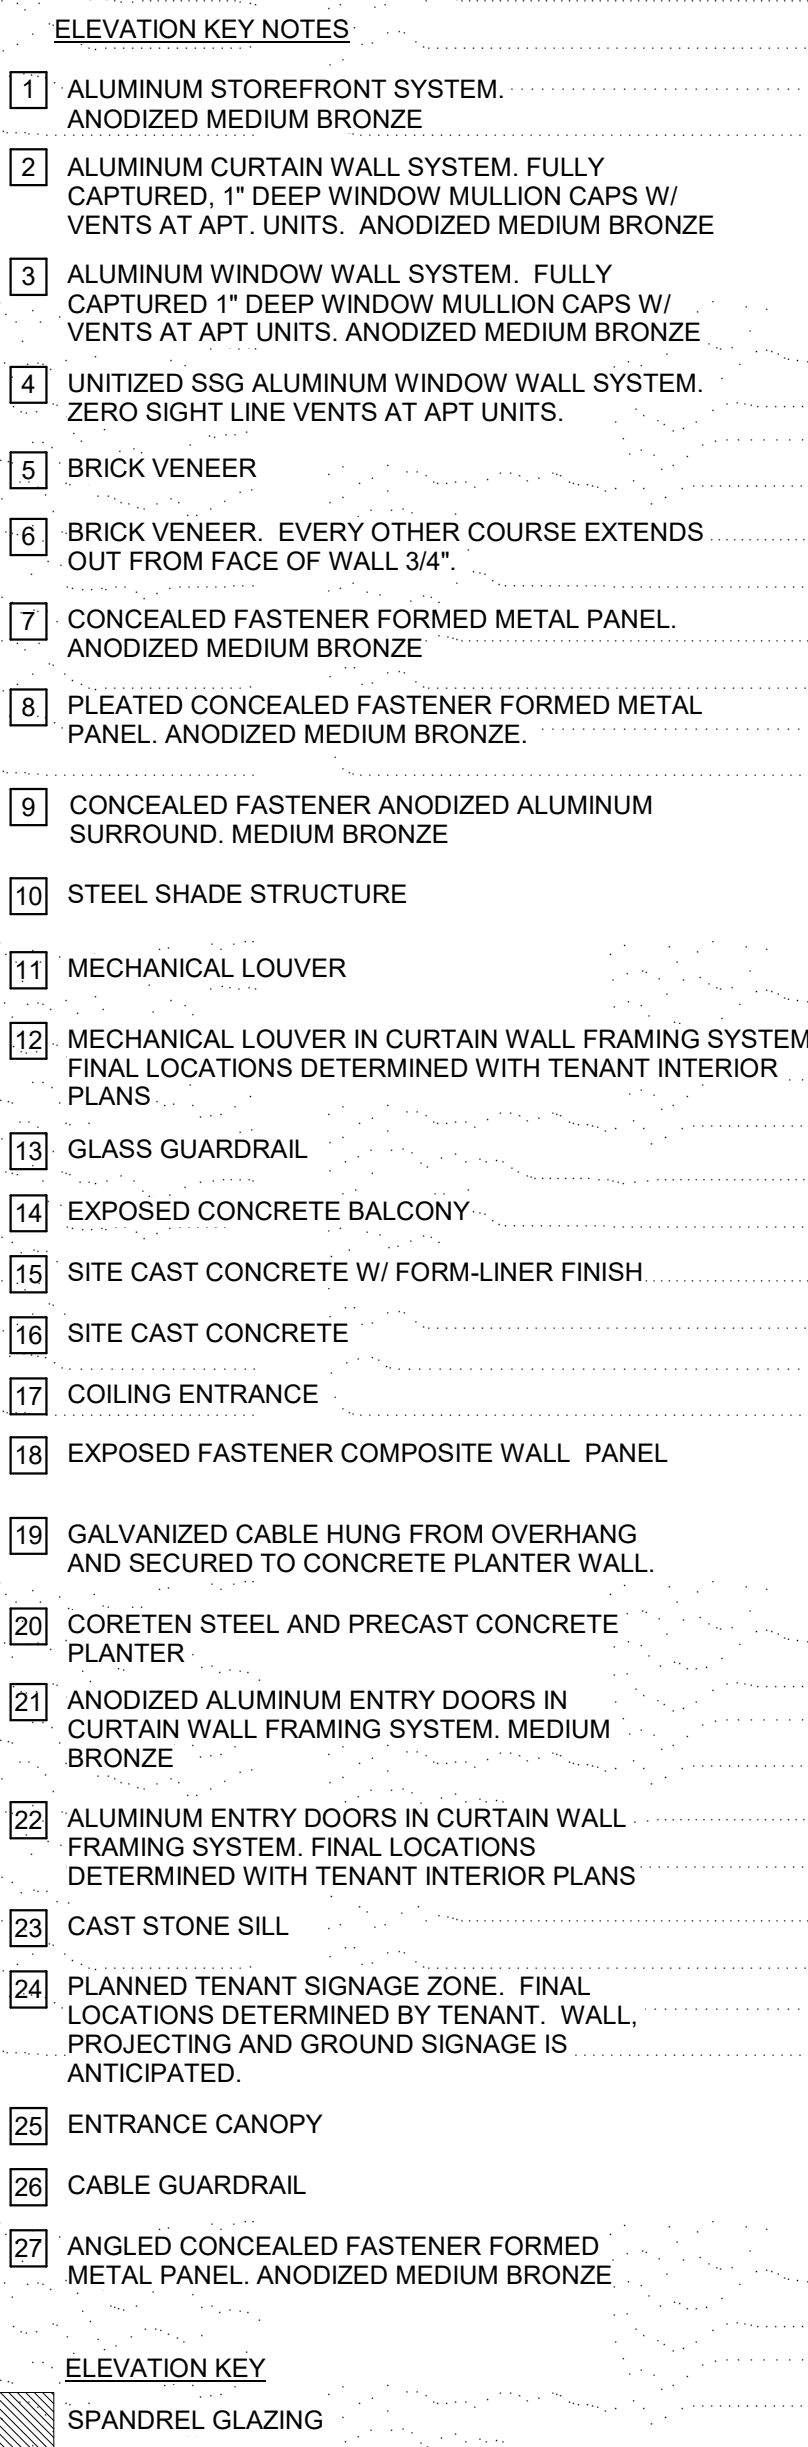 ELEVATION KEY NOTES
1 ALUMINUM STOREFRONT SYSTEM.
ANODIZED MEDIUM BRONZE
2 ALUMINUM CURTAIN WALL SYSTEM. FULLY
CAPTURED, 1" DEEP WINDOW MULLION CAPS W/
VENTS AT APT. UNITS. ANODIZED MEDIUM BRONZE
3 ALUMINUM WINDOW WALL SYSTEM. FULLY
CAPTURED 1" DEEP WINDOW MULLION CAPS W/
VENTS AT APT UNITS. ANODIZED MEDIUM BRONZE
4 UNITIZED SSG ALUMINUM WINDOW WALL SYSTEM.
ZERO SIGHT LINE VENTS AT APT UNITS.
5 BRICK VENEER
6 BRICK VENEER. EVERY OTHER COURSE EXTENDS
OUT FROM FACE OF WALL 3/4".
7 CONCEALED FASTENER FORMED METAL PANEL.
ANODIZED MEDIUM BRONZE
8 PLEATED CONCEALED FASTENER FORMED METAL
PANEL. ANODIZED MEDIUM BRONZE.
9 CONCEALED FASTENER ANODIZED ALUMINUM
SURROUND. MEDIUM BRONZE
10 STEEL SHADE STRUCTURE
11 MECHANICAL LOUVER
12 MECHANICAL LOUVER IN CURTAIN WALL FRAMING SYSTEM
FINAL LOCATIONS DETERMINED WITH TENANT INTERIOR
PLANS
13 GLASS GUARDRAIL
14 EXPOSED CONCRETE BALCONY
15 SITE CAST CONCRETE W/ FORM-LINER FINISH
16 SITE CAST CONCRETE
17 COILING ENTRANCE
18 EXPOSED FASTENER COMPOSITE WALL PANEL
19 GALVANIZED CABLE HUNG FROM OVERHANG
AND SECURED TO CONCRETE PLANTER WALL.
20 CORETEN STEEL AND PRECAST CONCRETE
PLANTER
21 ANODIZED ALUMINUM ENTRY DOORS IN
CURTAIN WALL FRAMING SYSTEM. MEDIUM
BRONZE
22 ALUMINUM ENTRY DOORS IN CURTAIN WALL
FRAMING SYSTEM. FINAL LOCATIONS
DETERMINED WITH TENANT INTERIOR PLANS
23 CAST STONE SILL
24 PLANNED TENANT SIGNAGE ZONE. FINAL
LOCATIONS DETERMINED BY TENANT. WALL,
PROJECTING AND GROUND SIGNAGE IS
ANTICIPATED.
25 ENTRANCE CANOPY
26 CABLE GUARDRAIL
27 ANGLED CONCEALED FASTENER FORMED
METAL PANEL. ANODIZED MEDIUM BRONZE
ELEVATION KEY
SPANDREL GLAZING